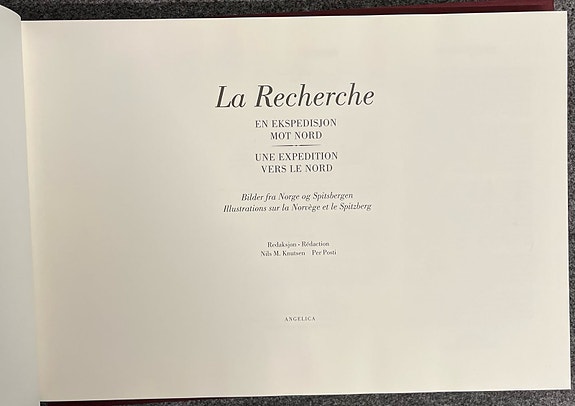 La Recherche
EN EKSPEDISJON
MOT NORD
UNE EXPEDITION
VERS LE NORD
Bilder fra Norge og Spitsbergen
Illustrations sur la Norvège et le Spitzberg
Redaksjon - Rédaction
Nils M. Knutsen Per Posti
ANGELICA